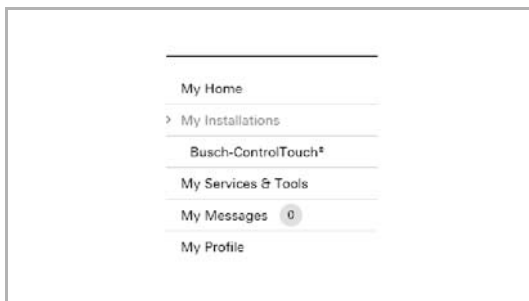 My Home
> My Installations
Busch-ControlTouch®
My Services & Tools
My Messages 0
My Profile